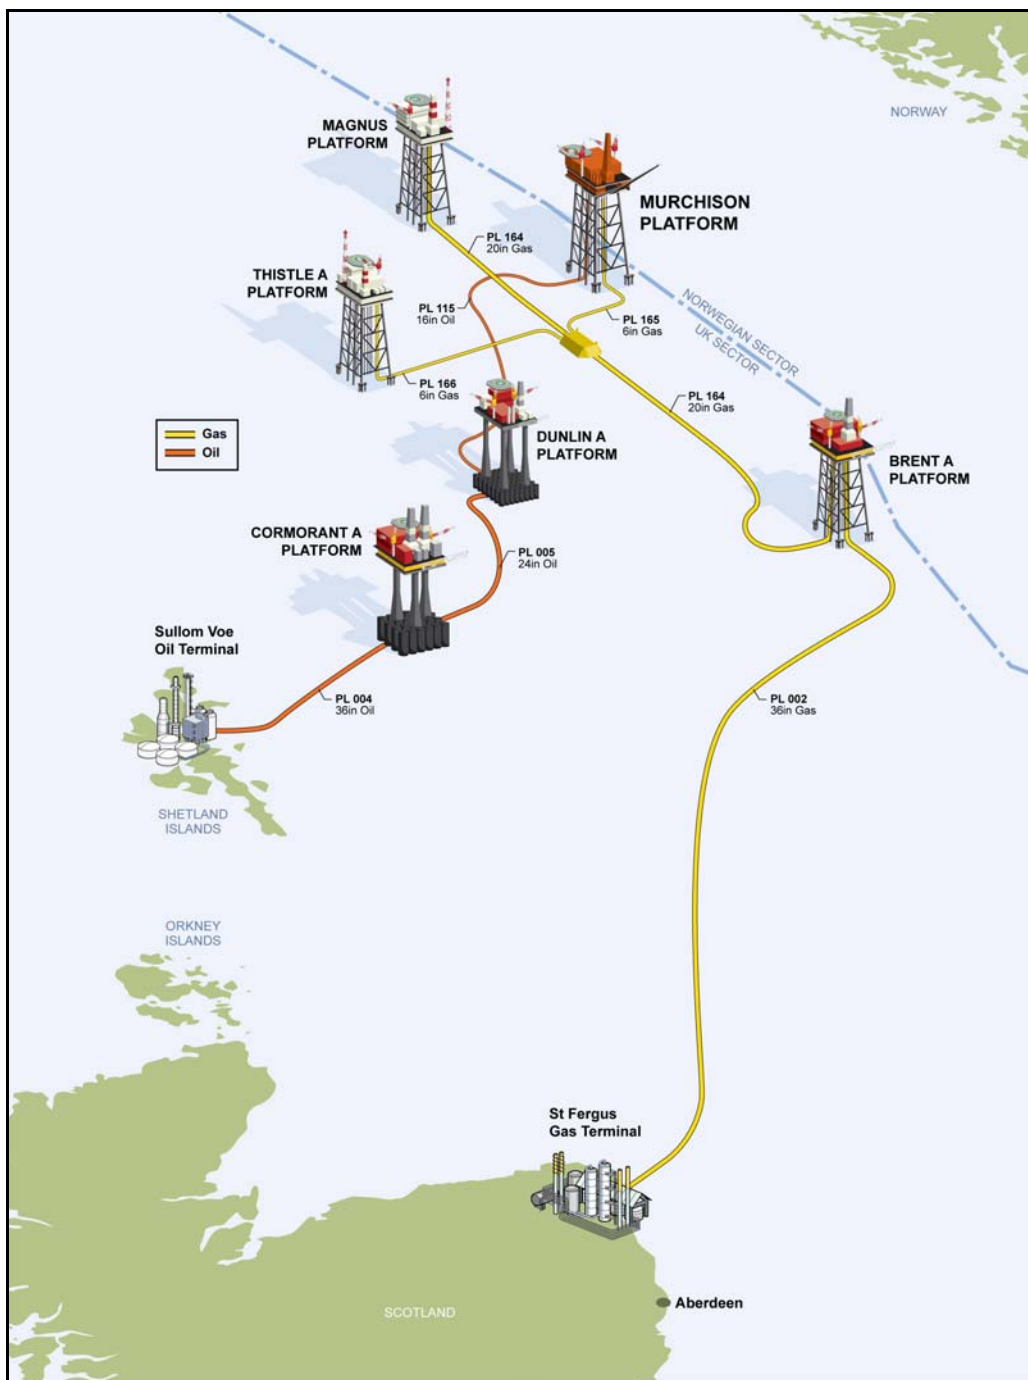 NORWAY
MAGNUS
PLATFORM
MURCHISON
PLATFORM
PL 164
20in Gas
THISTLE A
PLATFORM
PL 115
16in Oil
PL 165
6in Gas
NORWEGIAN SECTOR
UK SECTOR
PL 166
6in Gas
PL 164
20in Gas
Gas
Oil
DUNLIN A
PLATFORM
BRENT A
PLATFORM
CORMORANT A
PLATFORM
PL 005
24in Oil
Sullom Voe
Oil Terminal
PL 004
36in Oil
PL 002
36in Gas
SHETLAND
ISLANDS
ORKNEY
ISLANDS
St Fergus
Gas Terminal
Aberdeen
SCOTLAND